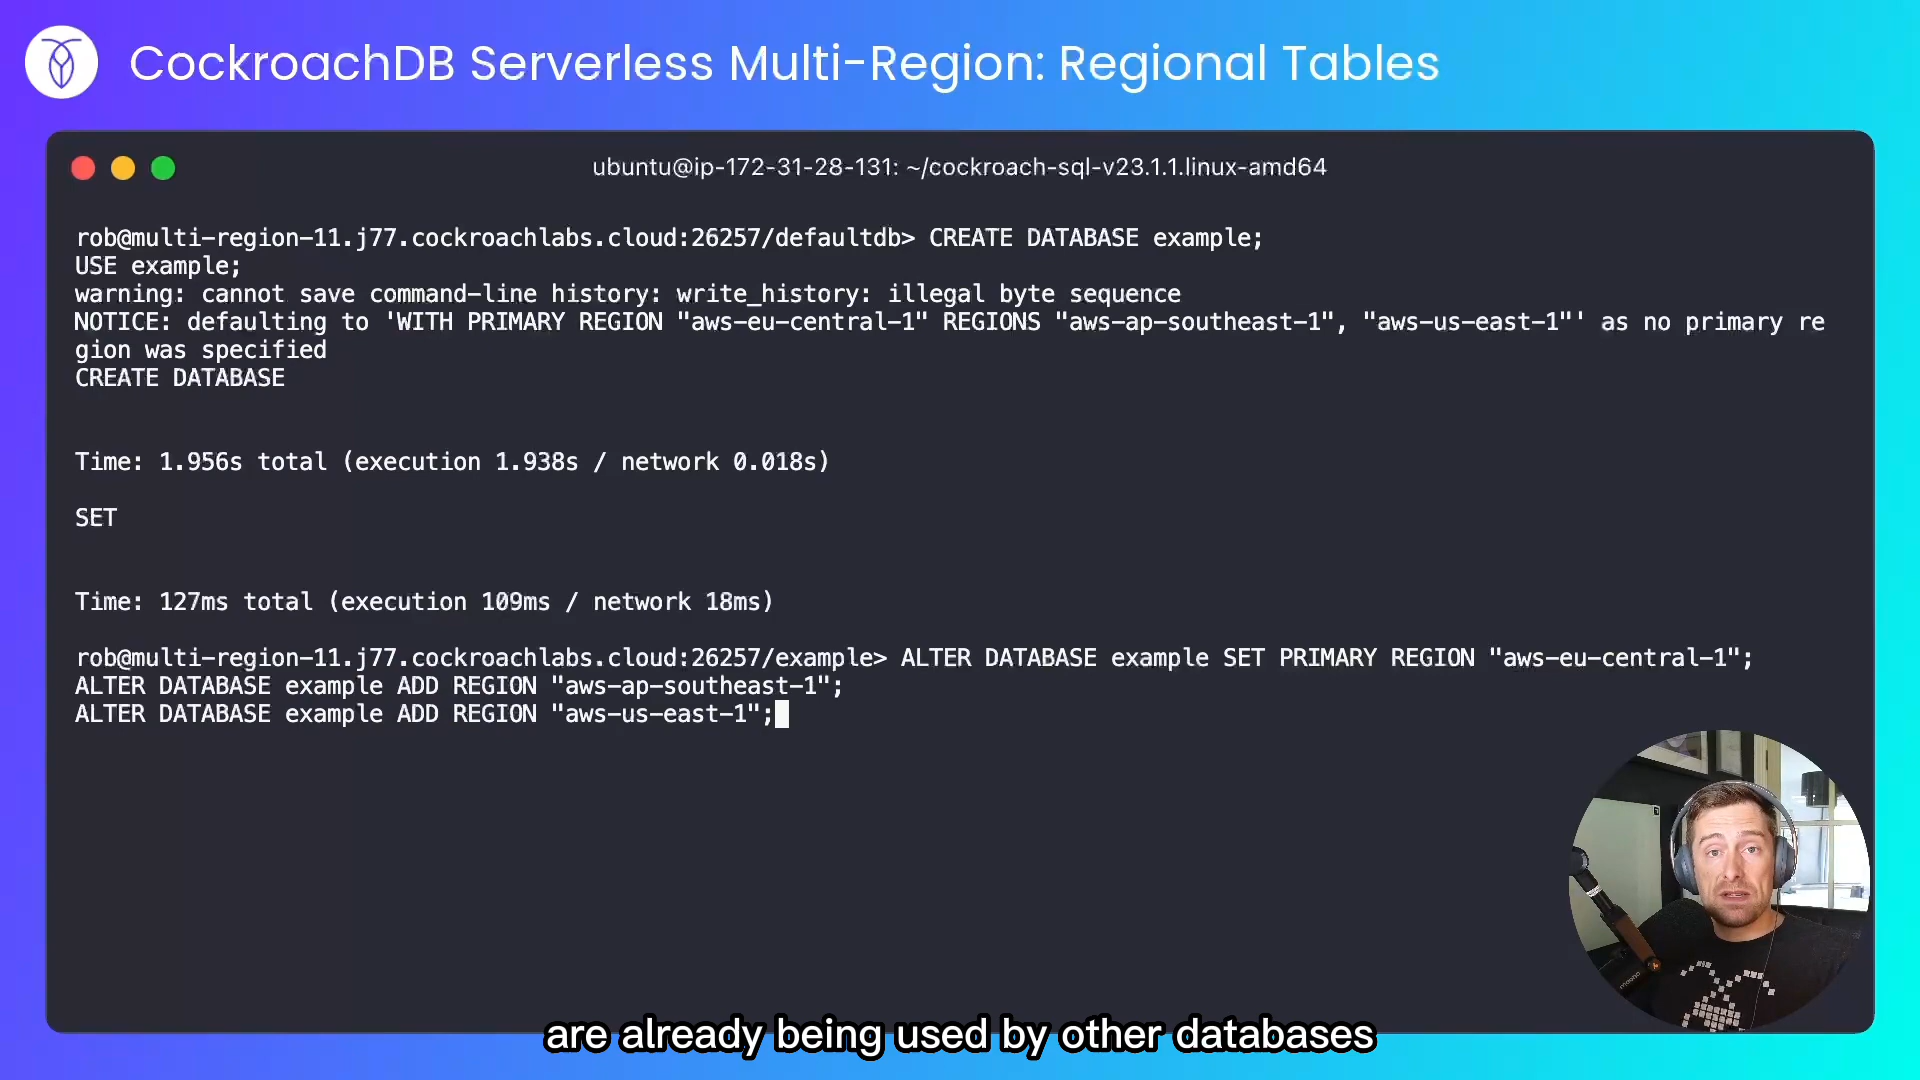 CockroachDB Serverless Multi-Region: Regional Tables
ubuntu@ip-172-31-28-131: ~/cockroach-sql-v23.1.1.linux-amd64
rob@multi-region-11.j77.cockroachlabs.cloud:26257/defaultdb> CREATE DATABASE example;
USE example;
warning: cannot save command-line history: write_history: illegal byte sequence
NOTICE: defaulting to 'WITH PRIMARY REGION "aws-eu-central-1" REGIONS "aws-ap-southeast-1", "aws-us-east-1"' as no primary re
gion was specified
CREATE DATABASE
Time: 1.956s total (execution 1.938s / network 0.018s)
SET
Time: 127ms total (execution 109ms / network 18ms)
rob@multi-region-11.j77.cockroachlabs.cloud:26257/example> ALTER DATABASE example SET PRIMARY REGION "aws-eu-central-1";
ALTER DATABASE example ADD REGION "aws-ap-southeast-1";
ALTER DATABASE example ADD REGION "aws-us-east-1";
are already being used by other databases